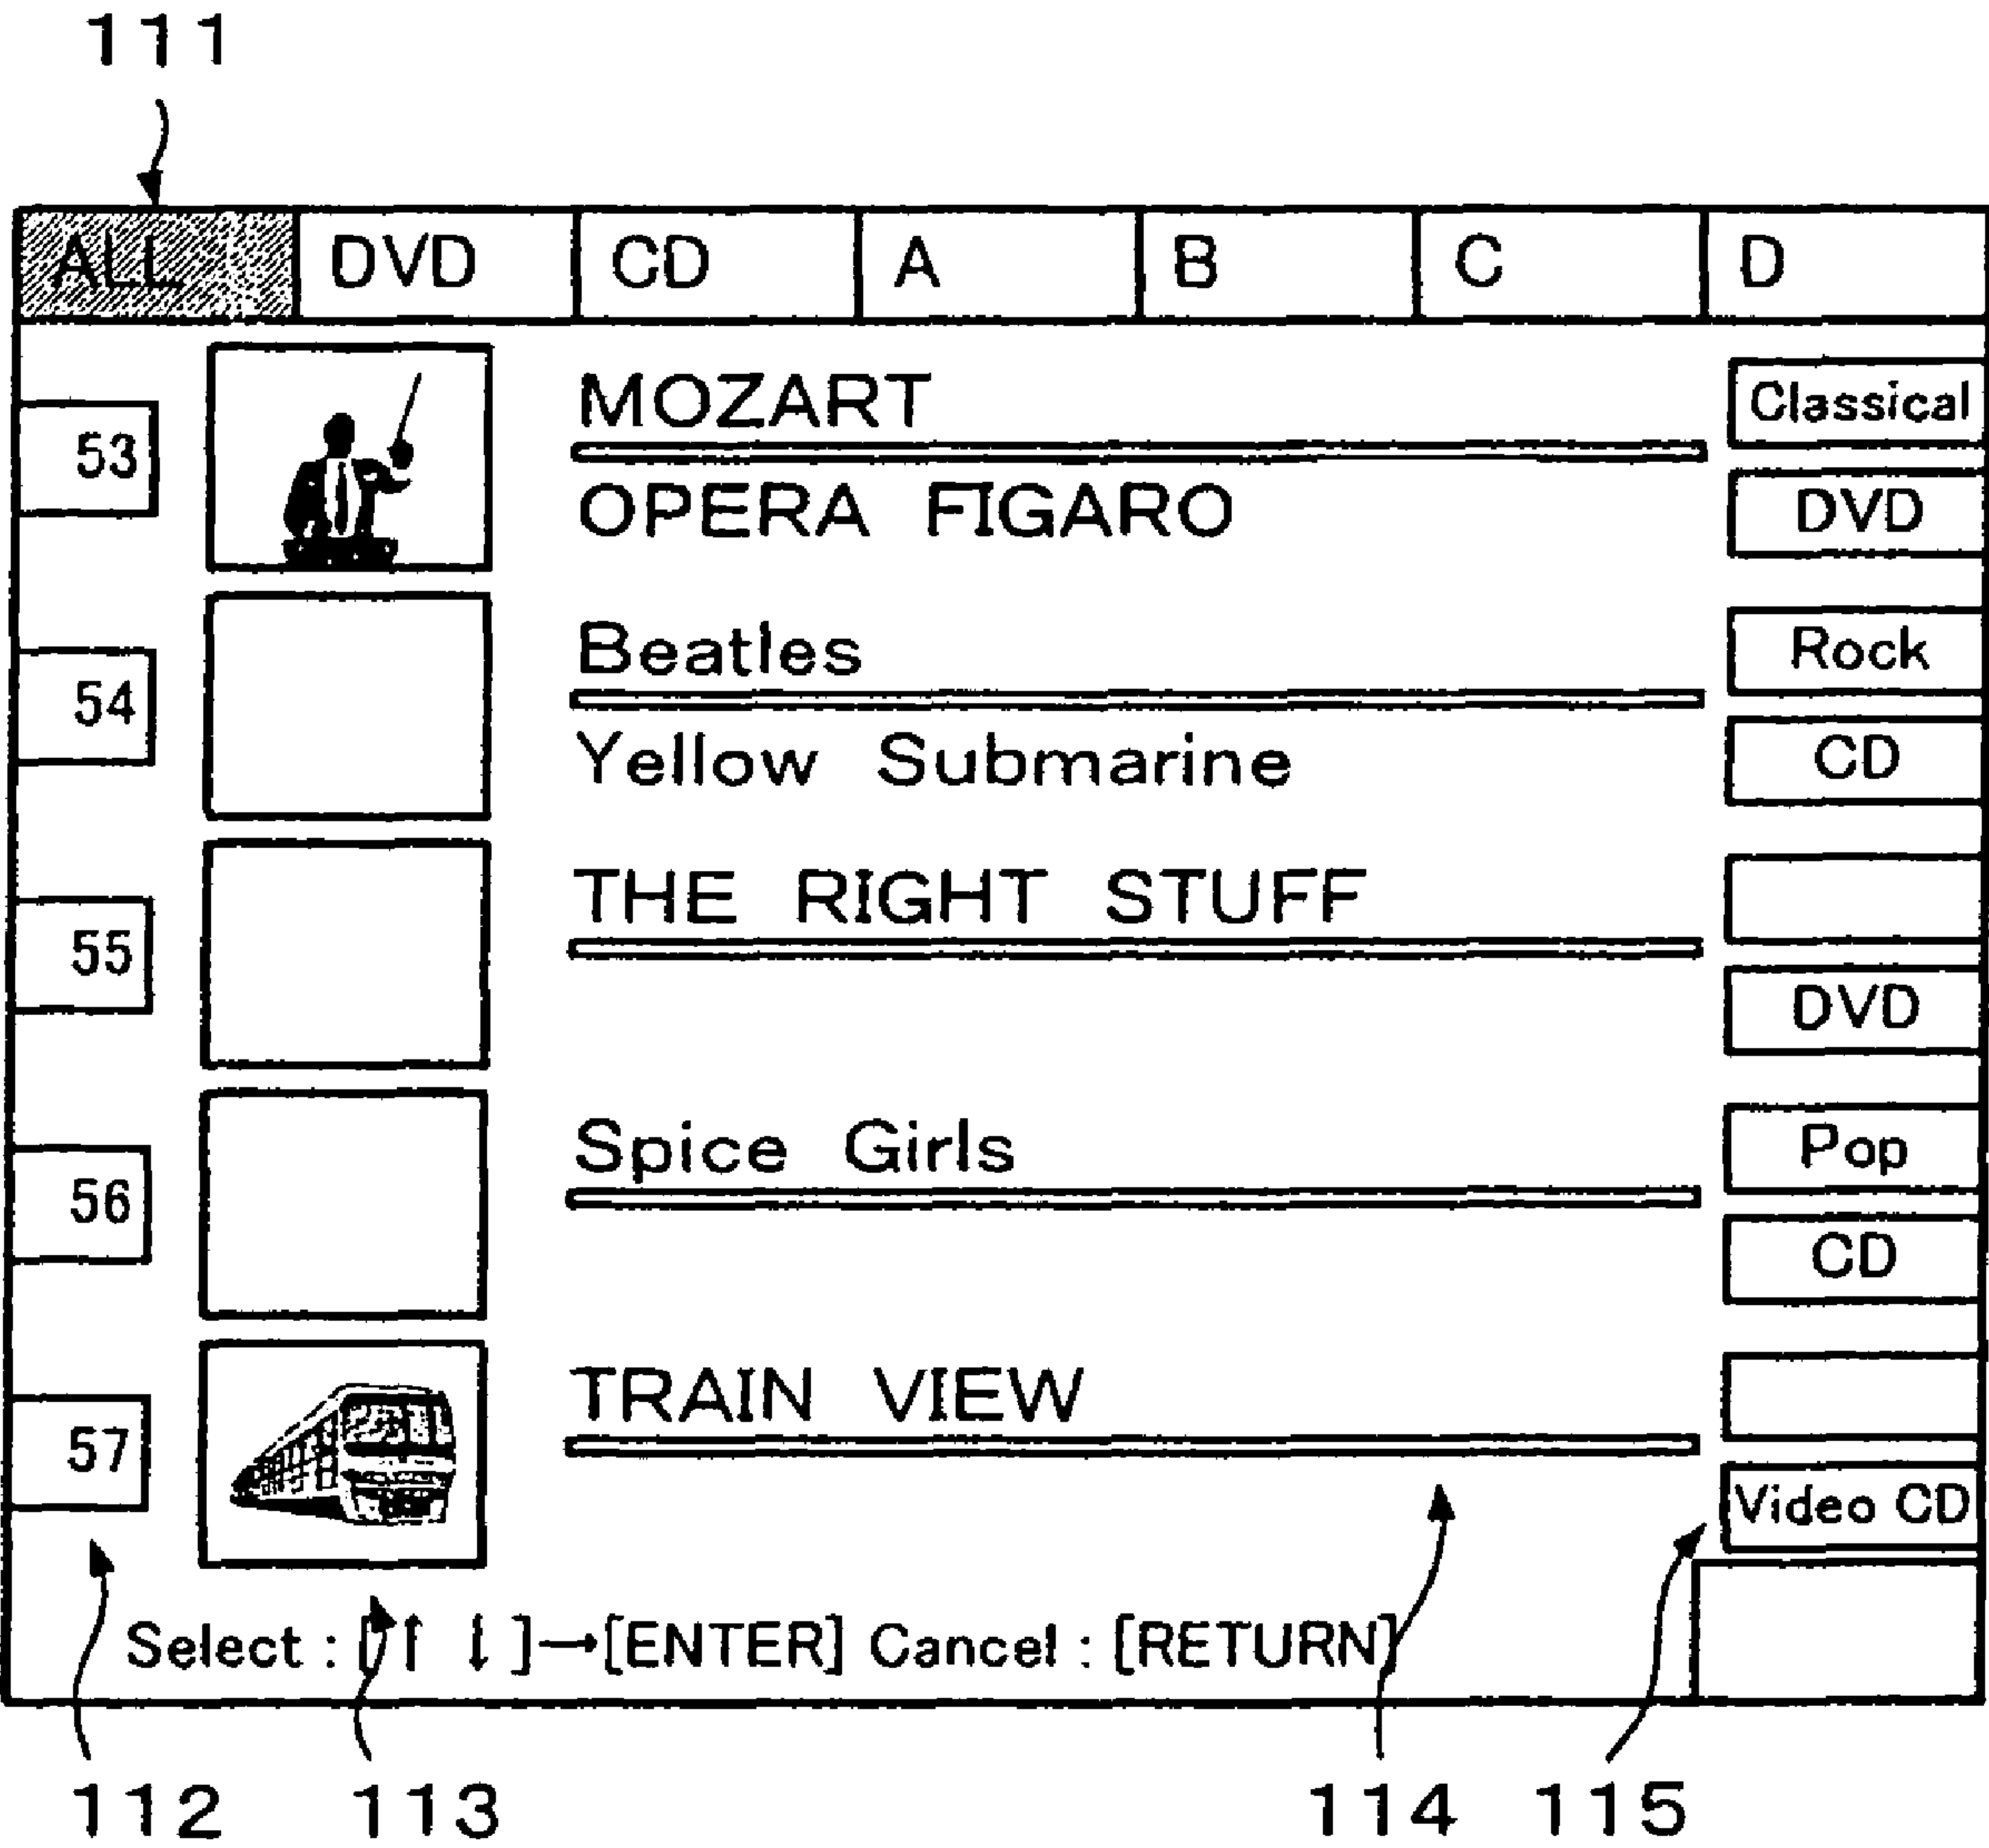 111
ALL DVD CD A B C D
53 MOZART Classical
OPERA FIGARO DVD
54 Beatles Rock
Yellow Submarine CD
55 THE RIGHT STUFF
DVD
56 Spice Girls Pop
CD
57 TRAIN VIEW
Video CD
Select : [ ↑ ↓ ]→[ENTER] Cancel : [RETURN]
112 113 114 115